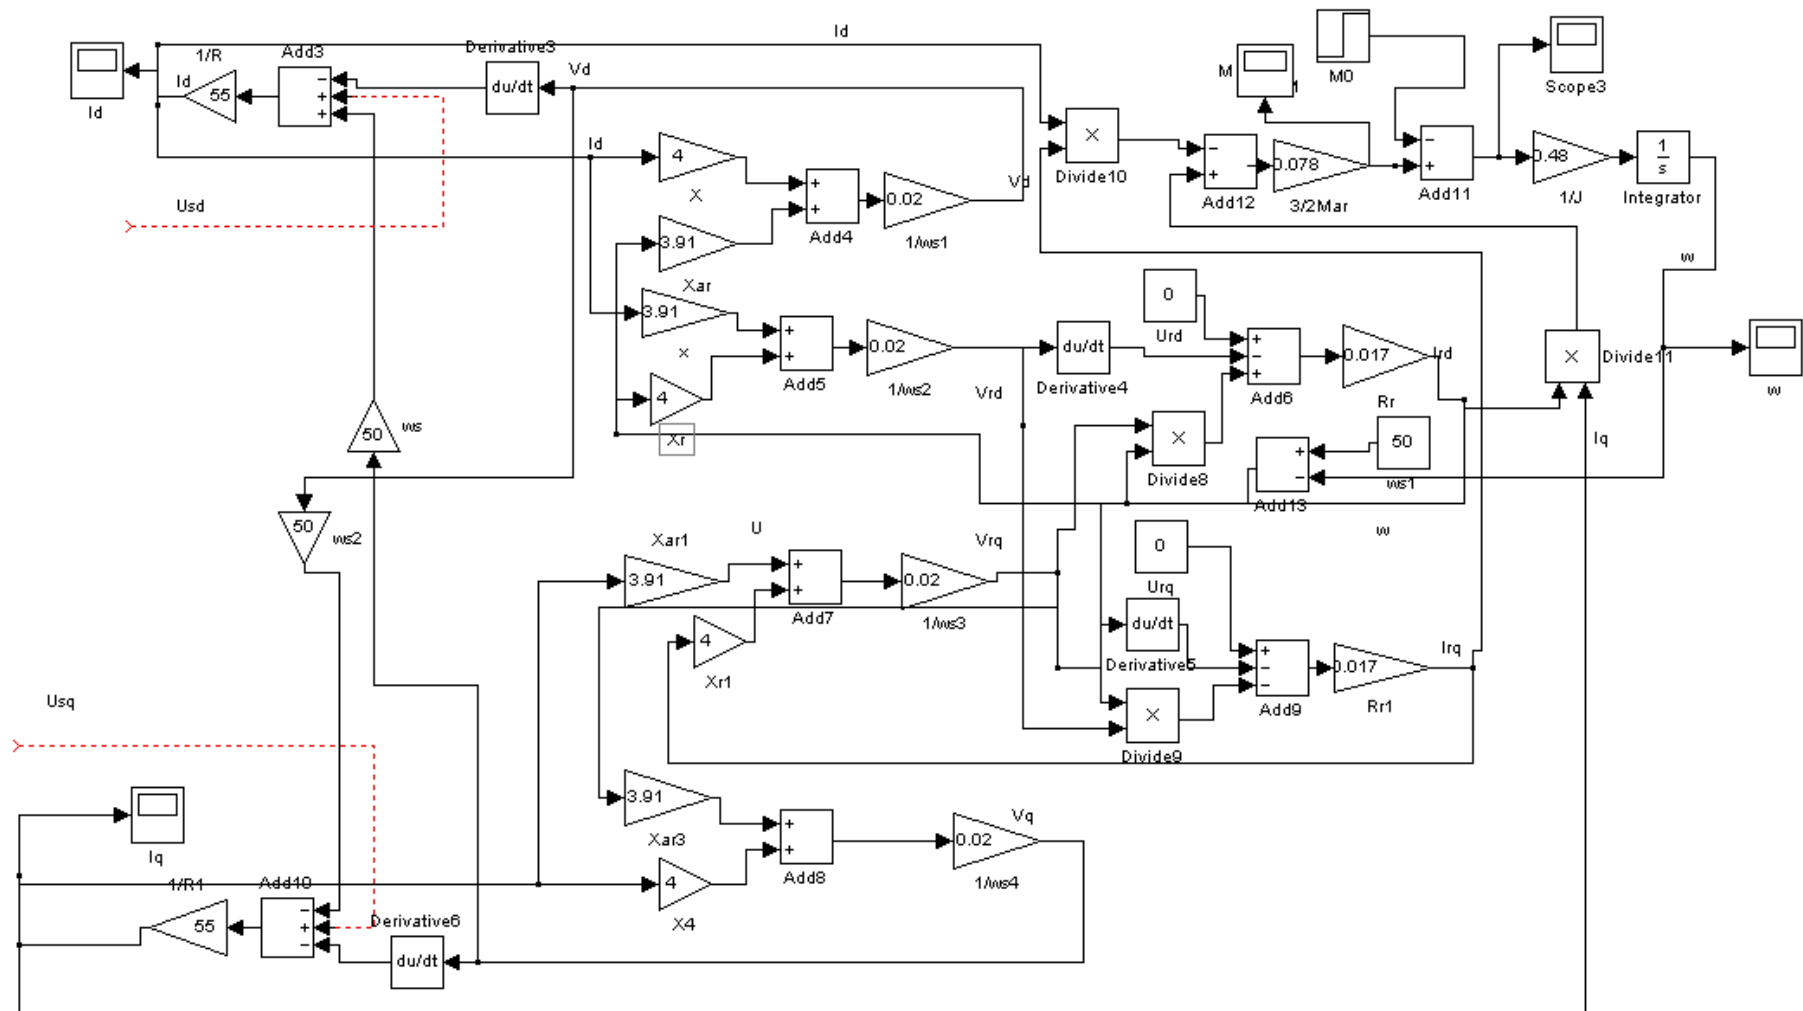 Id
1/R
Id
55
Add3
−
+
+
Derivative3
du/dt
Vd
Id
Id
4
X
3.91
Xar
+
+
Add4
0.02
1/ws1
Vd
×
Divide10
−
+
Add12
0.078
3/2Mar
M
1
M0
−
+
Add11
Scope3
0.48
1/J
1
s
Integrator
w
w
Usd
3.91
x
4
Xr
+
+
Add5
0.02
1/ws2
Vrd
du/dt
Derivative4
0
Urd
+
−
+
Add6
0.017
Ird
Rr
×
Divide11
Iq
×
Divide8
+
−
Add13
50
ws1
w
50
ws
50
ws2
Xar1
3.91
U
4
Xr1
+
+
Add7
0.02
1/ws3
Vrq
0
Urq
du/dt
Derivative5
×
Divide9
+
−
−
Add9
0.017
Rr1
Irq
Usq
Iq
3.91
Xar3
4
X4
+
+
Add8
0.02
1/ws4
Vq
1/R1
55
Add10
−
+
−
Derivative6
du/dt